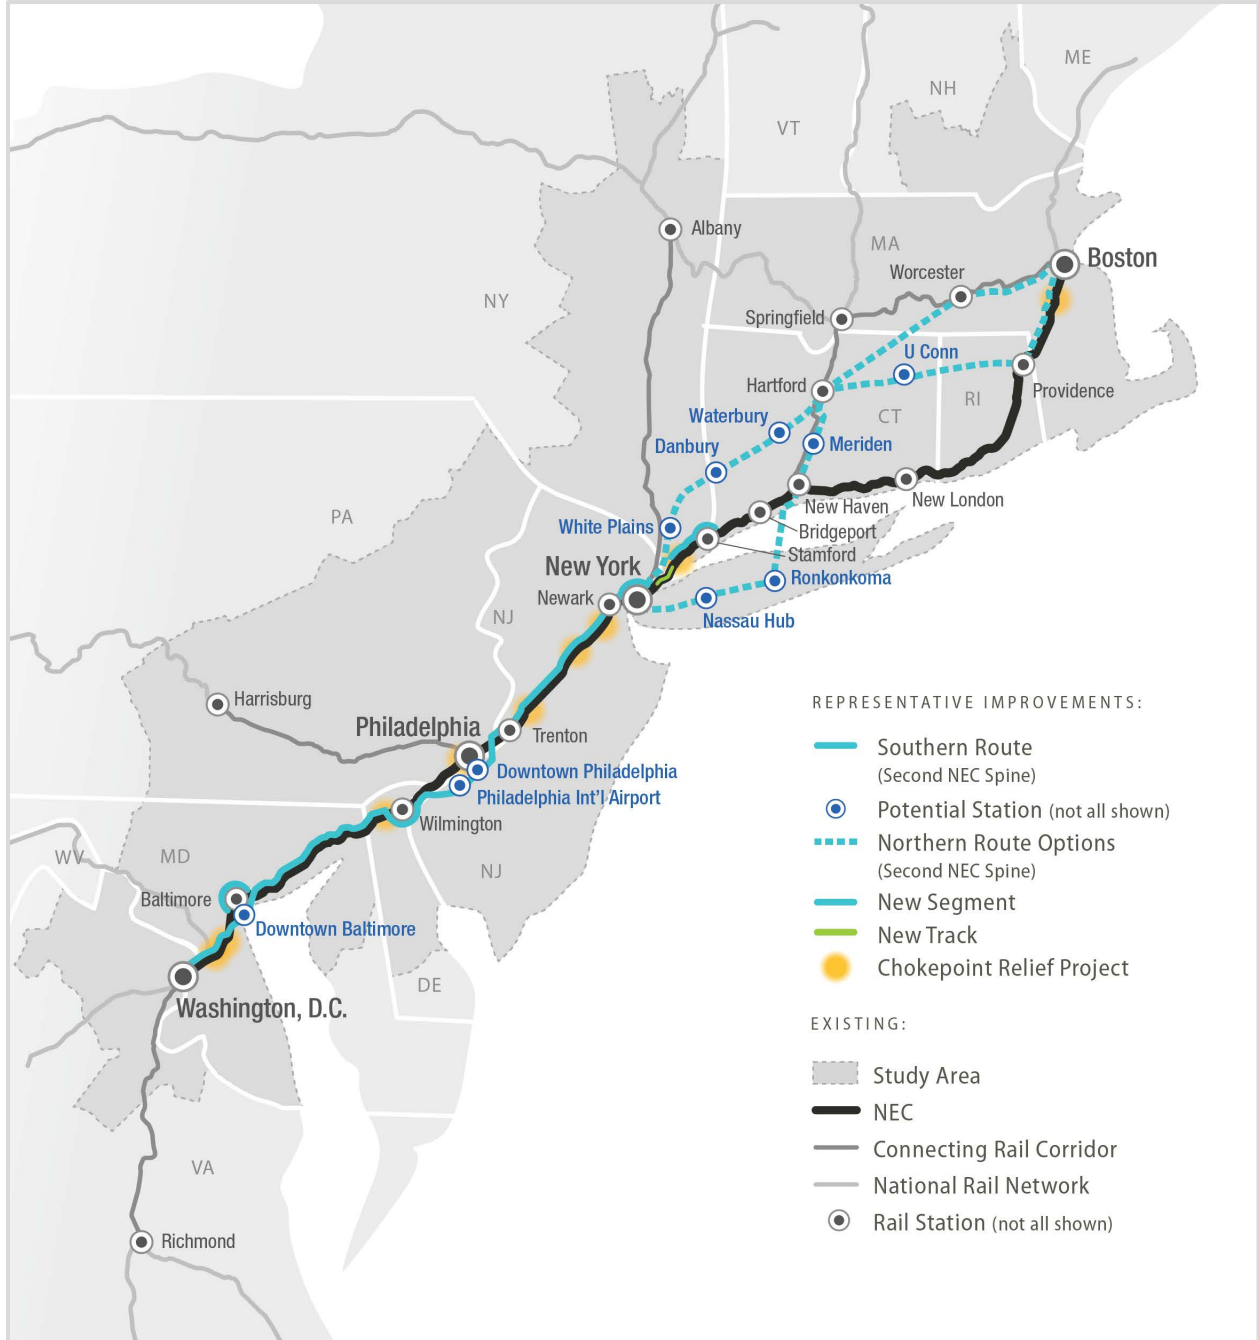 ME
NH
VT
Albany
MA
Boston
Worcester
NY
Springfield
U Conn
Hartford
Providence
RI
CT
Waterbury
Meriden
Danbury
New London
New Haven
PA
White Plains
Bridgeport
Stamford
New York
Ronkonkoma
Newark
Nassau Hub
NJ
Harrisburg
Philadelphia
Trenton
Downtown Philadelphia
Philadelphia Int'l Airport
Wilmington
WV
MD
NJ
Baltimore
Downtown Baltimore
DE
Washington, D.C.
VA
Richmond
REPRESENTATIVE IMPROVEMENTS:
Southern Route
(Second NEC Spine)
Potential Station (not all shown)
Northern Route Options
(Second NEC Spine)
New Segment
New Track
Chokepoint Relief Project
EXISTING:
Study Area
NEC
Connecting Rail Corridor
National Rail Network
Rail Station (not all shown)